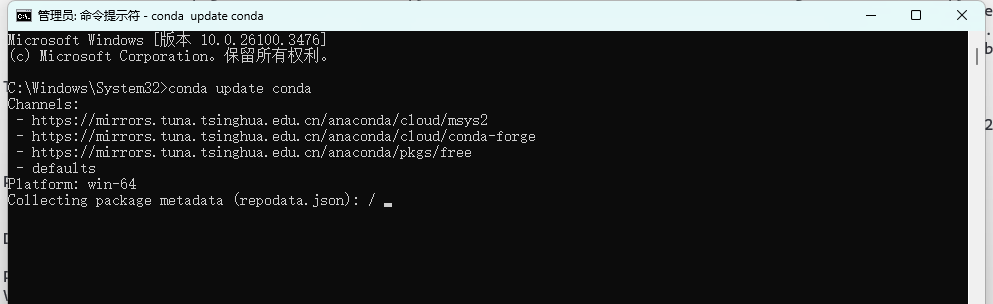 管理员: 命令提示符 - conda  update conda
Microsoft Windows [版本 10.0.26100.3476]
(c) Microsoft Corporation。保留所有权利。
C:\Windows\System32>conda update conda
Channels:
 - https://mirrors.tuna.tsinghua.edu.cn/anaconda/cloud/msys2
 - https://mirrors.tuna.tsinghua.edu.cn/anaconda/cloud/conda-forge
 - https://mirrors.tuna.tsinghua.edu.cn/anaconda/pkgs/free
 - defaults
Platform: win-64
Collecting package metadata (repodata.json): /